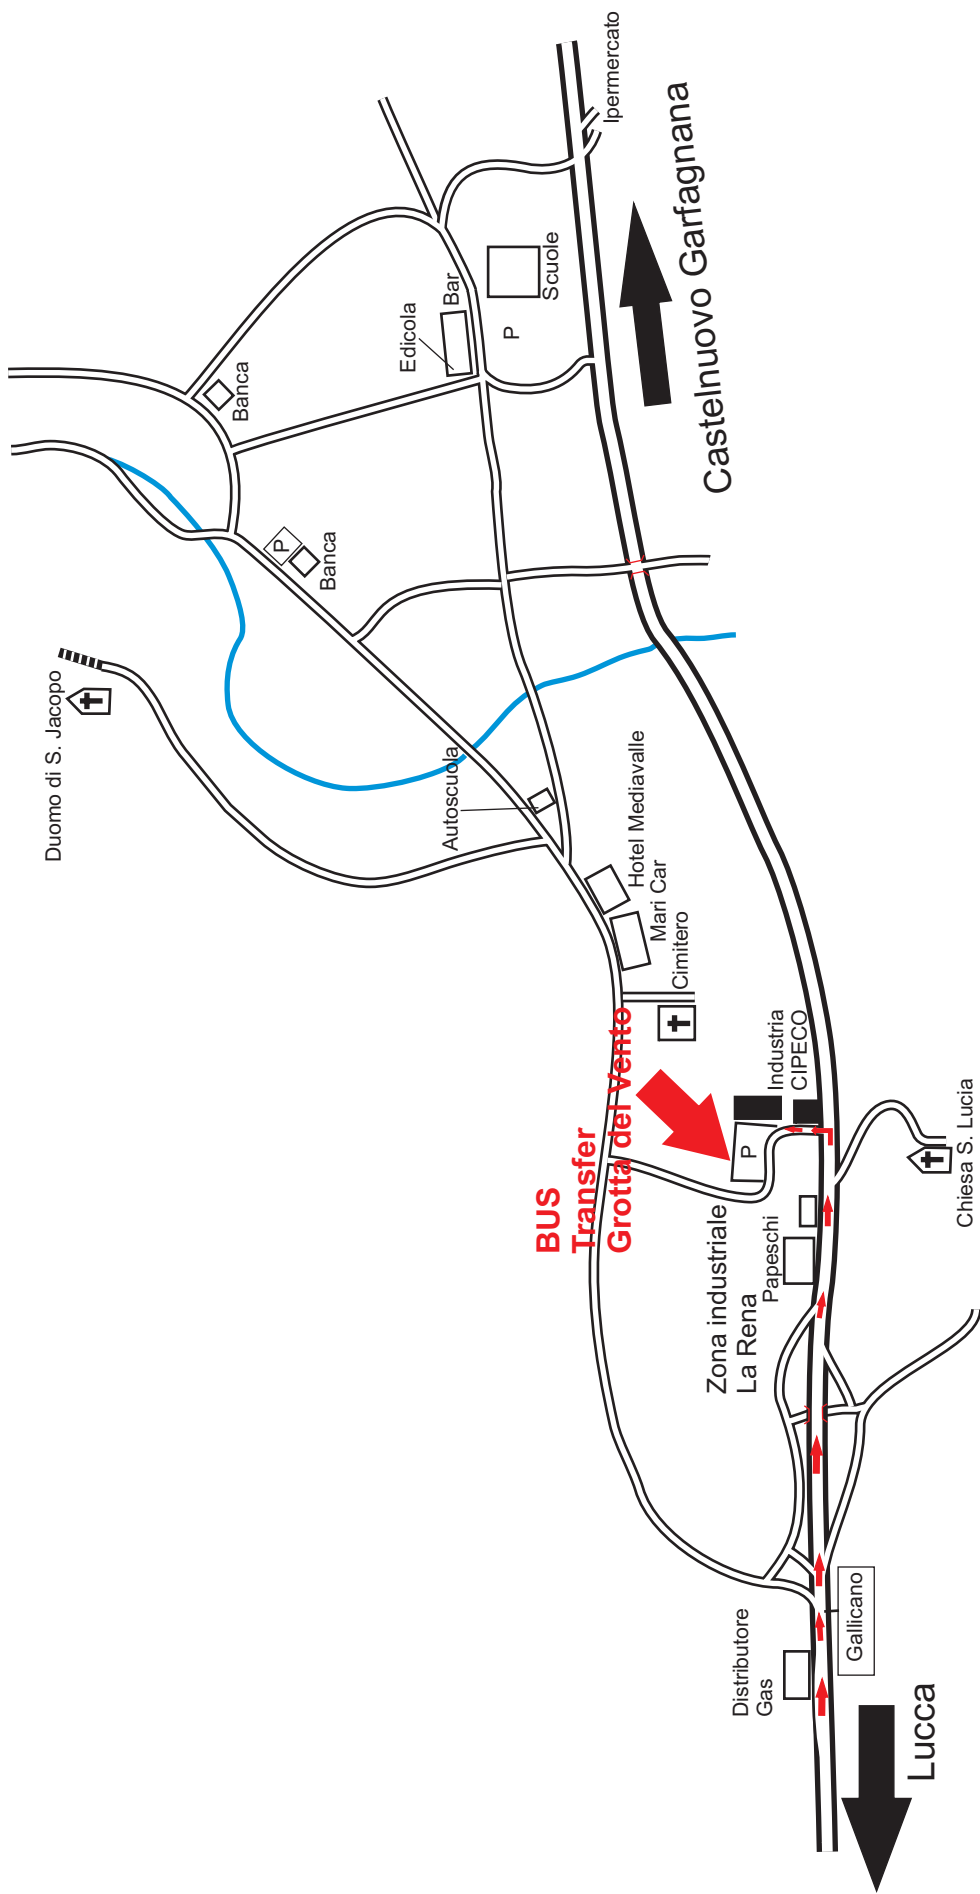 Duomo di S. Jacopo
Banca
P
Banca
Edicola
Bar
P
Scuole
Ipermercato
Castelnuovo Garfagnana
Autoscuola
Hotel Mediavalle
Mari Car
Cimitero
BUS
Transfer
Grotta del Vento
P
Industria
CIPECO
Chiesa S. Lucia
Zona industriale
La Rena
Papeschi
Distributore
Gas
Gallicano
Lucca